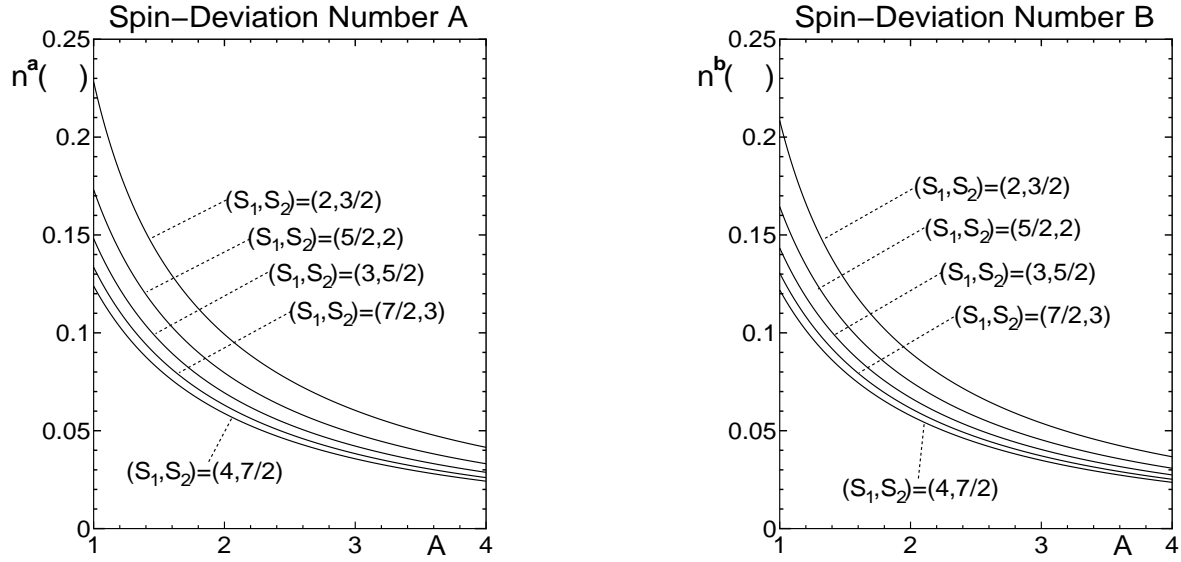 Spin−Deviation Number A
0.25
n^a( )
0.2
(S₁,S₂)=(2,3/2)
0.15
(S₁,S₂)=(5/2,2)
(S₁,S₂)=(3,5/2)
(S₁,S₂)=(7/2,3)
0.1
0.05
(S₁,S₂)=(4,7/2)
0
1 2 3 A 4
Spin−Deviation Number B
0.25
n^b( )
0.2
(S₁,S₂)=(2,3/2)
0.15
(S₁,S₂)=(5/2,2)
(S₁,S₂)=(3,5/2)
(S₁,S₂)=(7/2,3)
0.1
0.05
(S₁,S₂)=(4,7/2)
0
1 2 3 A 4